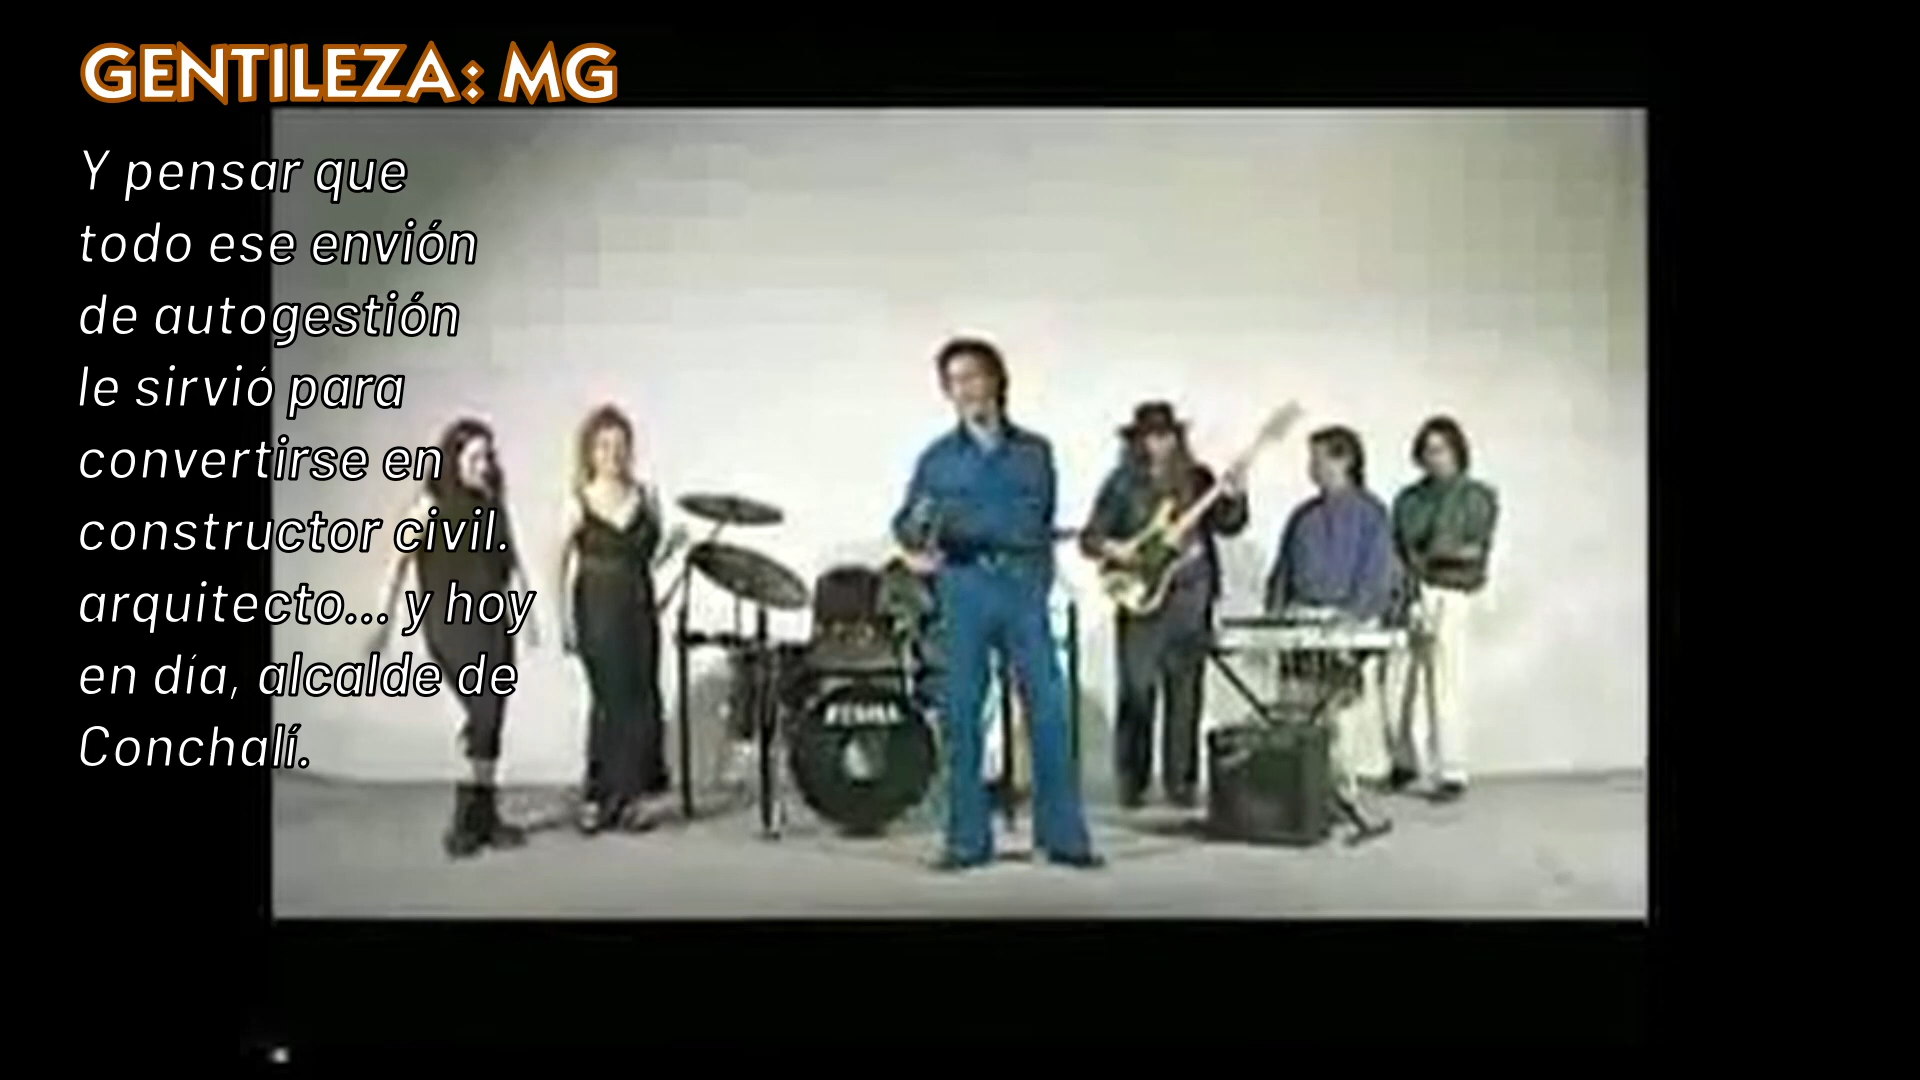 GENTILEZA: MG
Y pensar que
todo ese envión
de autogestión
le sirvió para
convertirse en
constructor civil.
arquitecto... y hoy
en día, alcalde de
Conchalí.
TAMA